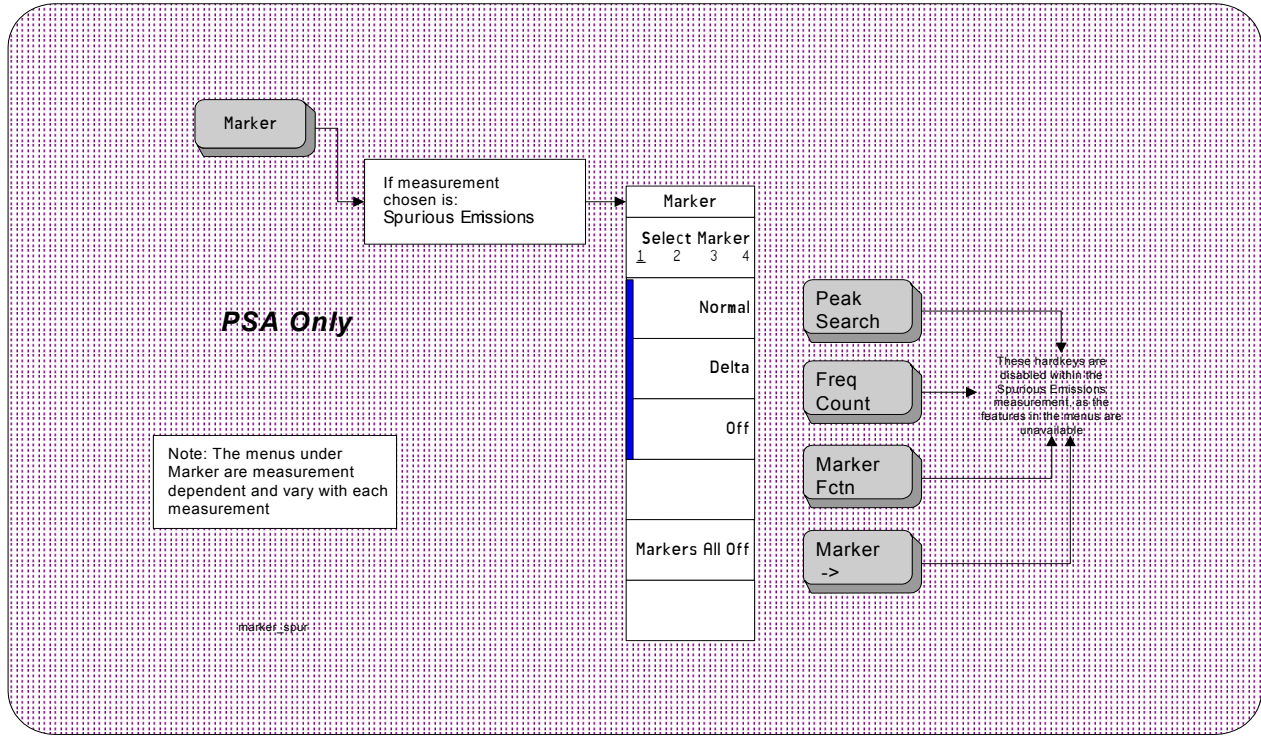 Marker
If measurement
chosen is:
Spurious Emissions
PSA Only
Note: The menus under
Marker are measurement
dependent and vary with each
measurement
marker_spur
Marker
Select Marker
1 2 3 4
Normal
Delta
Off
Markers All Off
Peak
Search
Freq
Count
Marker
Fctn
Marker
->
These hardkeys are
disabled within the
Spurious Emissions
measurement, as the
features in the menus are
unavailable